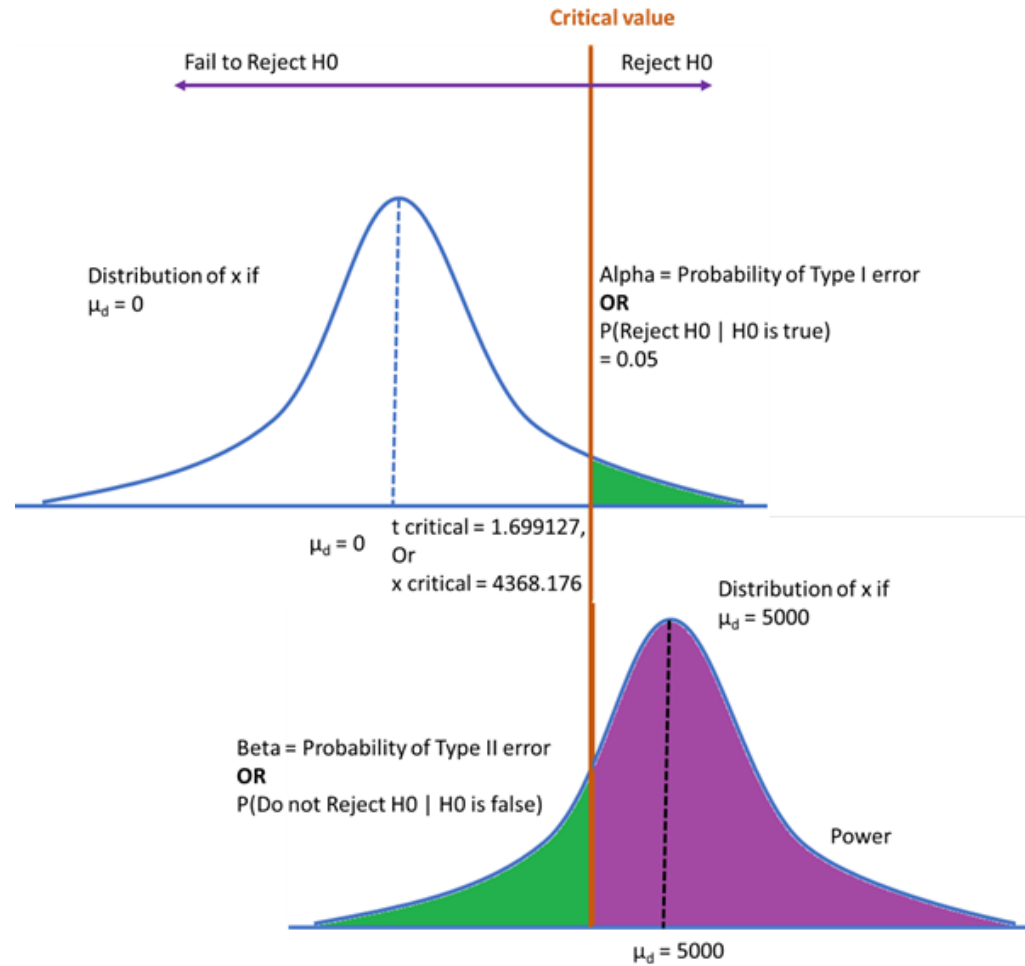 Critical value
Fail to Reject H0
Reject H0
Distribution of x if
μd = 0
Alpha = Probability of Type I error
OR
P(Reject H0 | H0 is true)
= 0.05
μd = 0
t critical = 1.699127,
Or
x critical = 4368.176
Distribution of x if
μd = 5000
Beta = Probability of Type II error
OR
P(Do not Reject H0 | H0 is false)
Power
μd = 5000